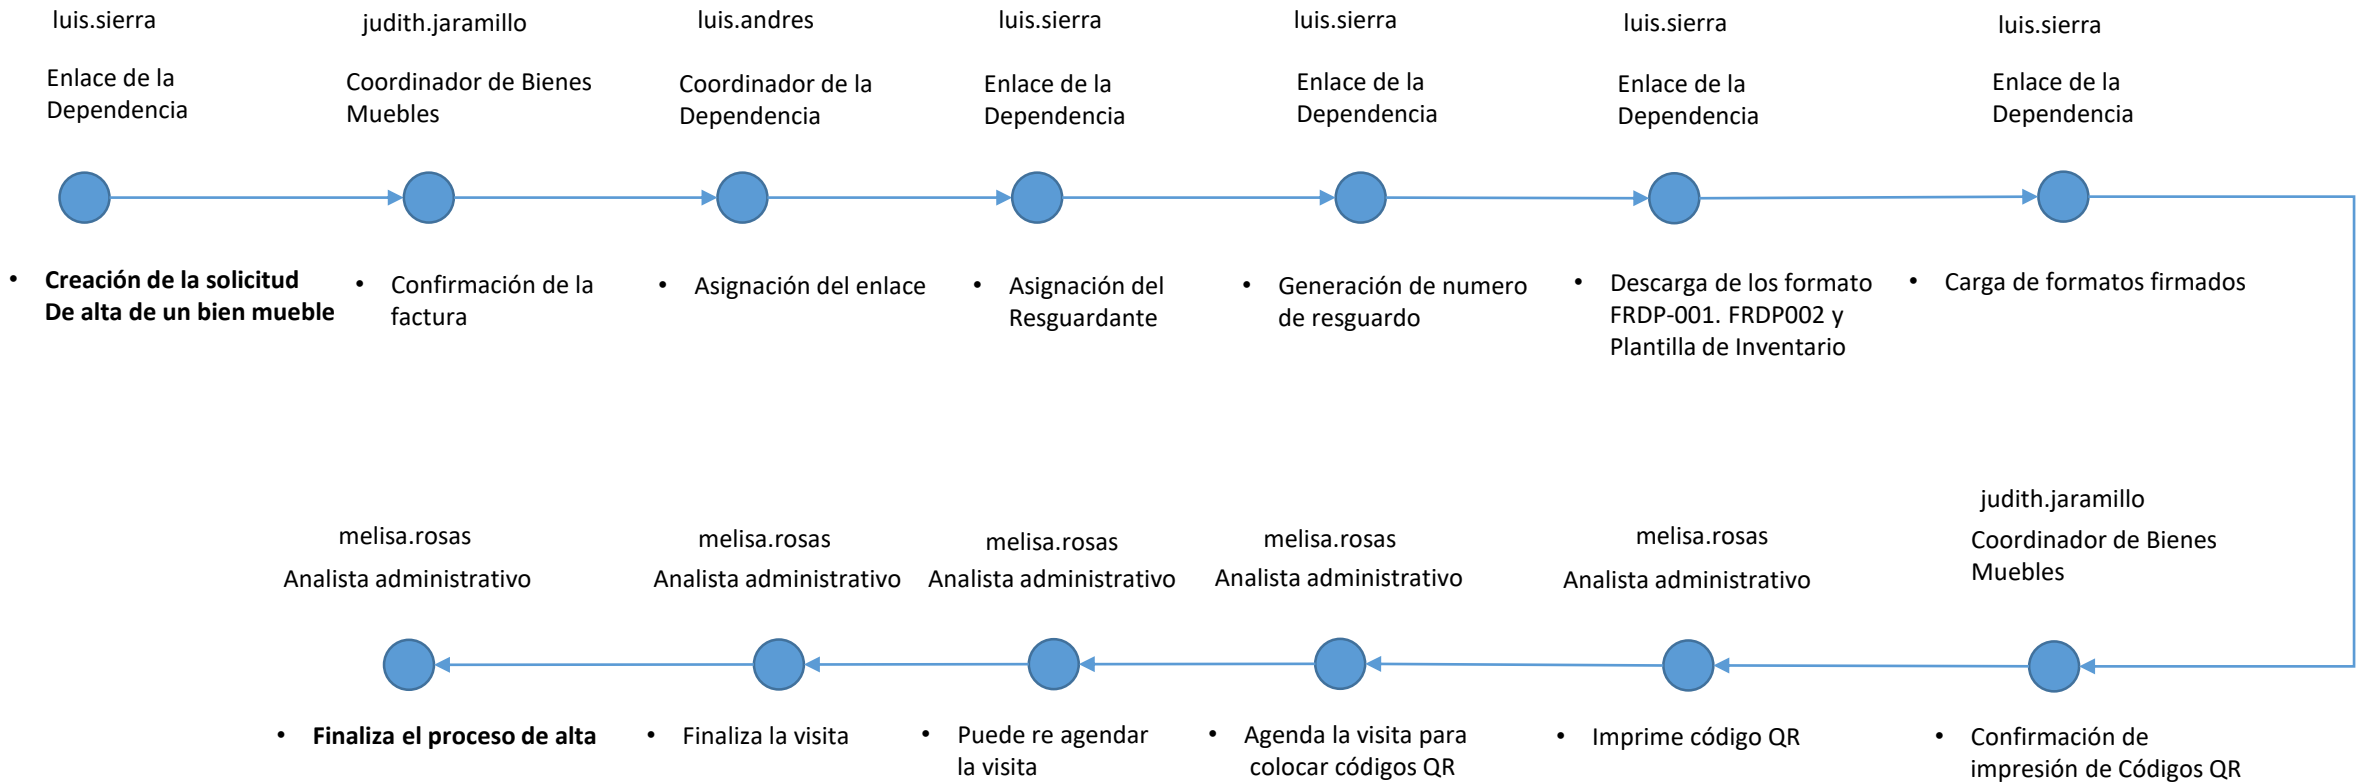 luis.sierra
Enlace de la
Dependencia
• Creación de la solicitud
De alta de un bien mueble
judith.jaramillo
Coordinador de Bienes
Muebles
• Confirmación de la
factura
luis.andres
Coordinador de la
Dependencia
• Asignación del enlace
luis.sierra
Enlace de la
Dependencia
• Asignación del
Resguardante
luis.sierra
Enlace de la
Dependencia
• Generación de numero
de resguardo
luis.sierra
Enlace de la
Dependencia
• Descarga de los formato
FRDP-001. FRDP002 y
Plantilla de Inventario
luis.sierra
Enlace de la
Dependencia
• Carga de formatos firmados
judith.jaramillo
Coordinador de Bienes
Muebles
• Confirmación de
impresión de Códigos QR
melisa.rosas
Analista administrativo
• Imprime código QR
melisa.rosas
Analista administrativo
• Agenda la visita para
colocar códigos QR
melisa.rosas
Analista administrativo
• Puede re agendar
la visita
melisa.rosas
Analista administrativo
• Finaliza la visita
melisa.rosas
Analista administrativo
• Finaliza el proceso de alta